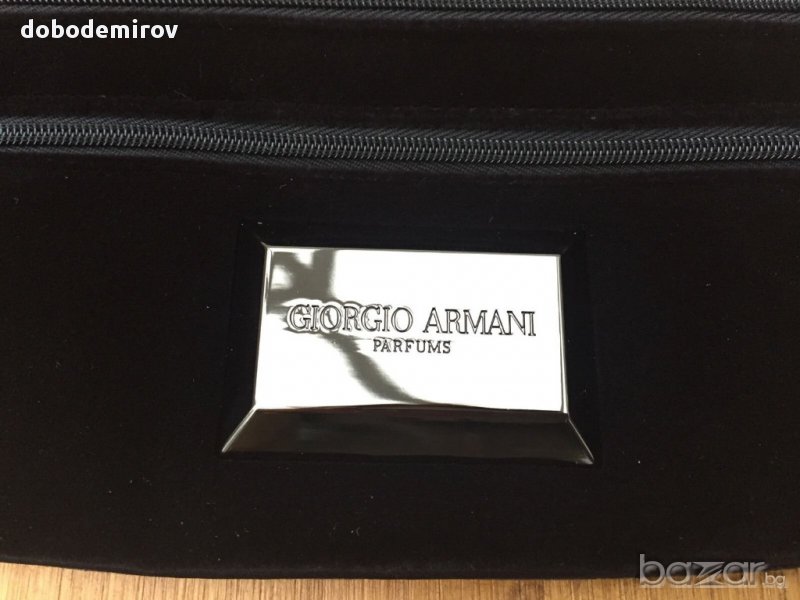 dobodemirov
GIORGIO ARMANI
PARFUMS
bazar.bg